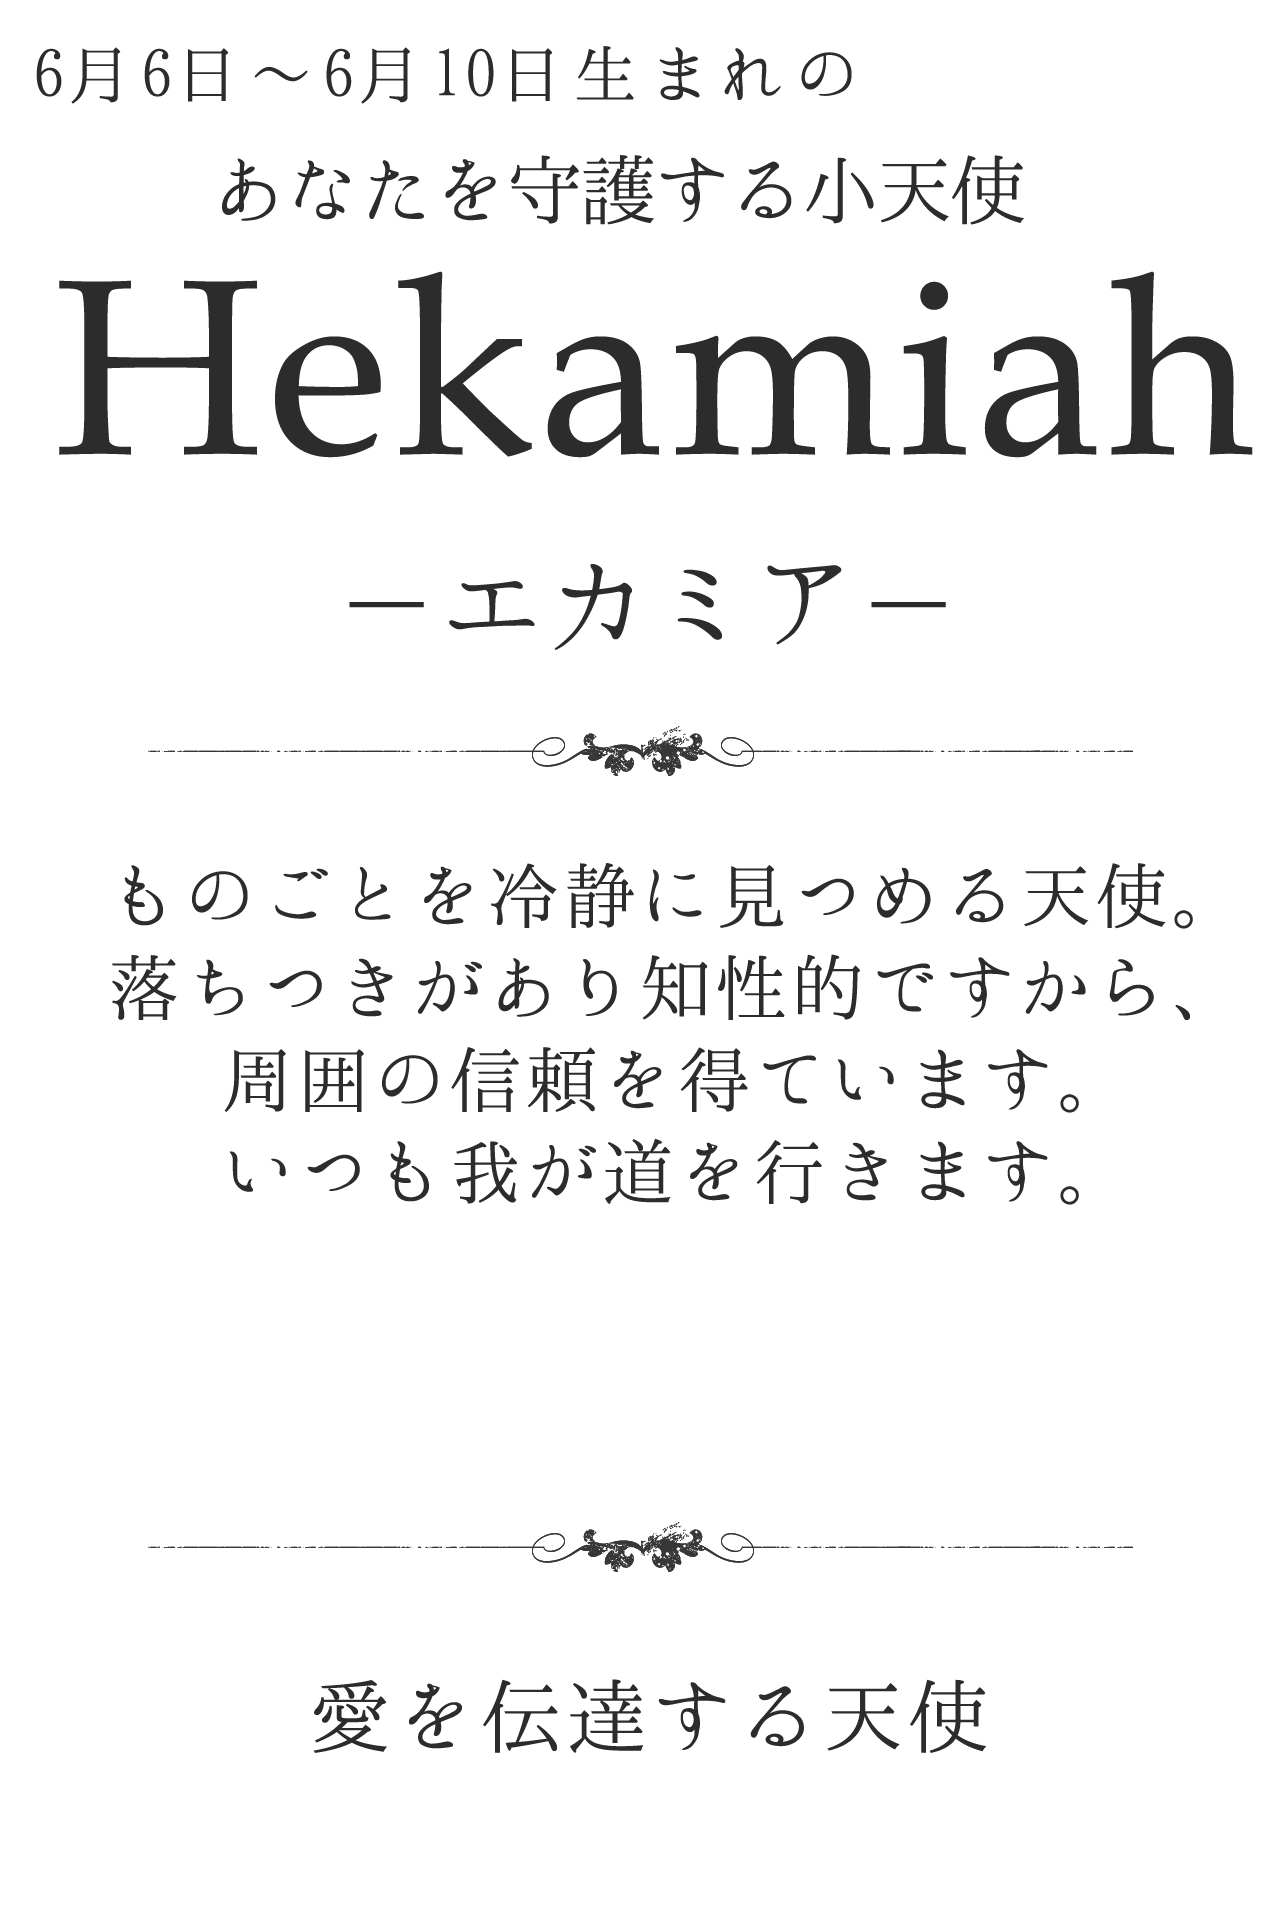 6月6日～6月10日生まれの
あなたを守護する小天使
Hekamiah
－エカミア－
ものごとを冷静に見つめる天使。
落ちつきがあり知性的ですから、
周囲の信頼を得ています。
いつも我が道を行きます。
愛を伝達する天使